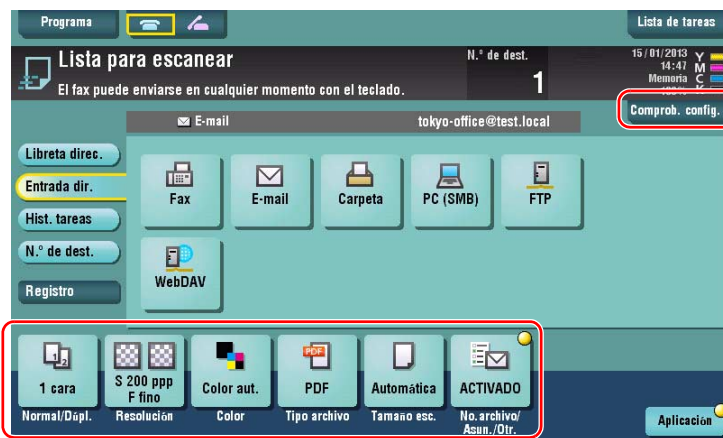 Programa
Lista de tareas
Lista para escanear
N.º de dest.
1
15/01/2013
14:47
Memoria
Y
M
C
K
El fax puede enviarse en cualquier momento con el teclado.
Comprob. config.
E-mail
tokyo-office@test.local
Libreta direc.
Entrada dir.
Hist. tareas
N.º de dest.
Registro
Fax
E-mail
Carpeta
PC (SMB)
FTP
WebDAV
1 cara
S 200 ppp
F fino
Color aut.
PDF
PDF
Automática
ACTIVADO
Normal/Dúpl.
Resolución
Color
Tipo archivo
Tamaño esc.
No.archivo/
Asun./Otr.
Aplicación